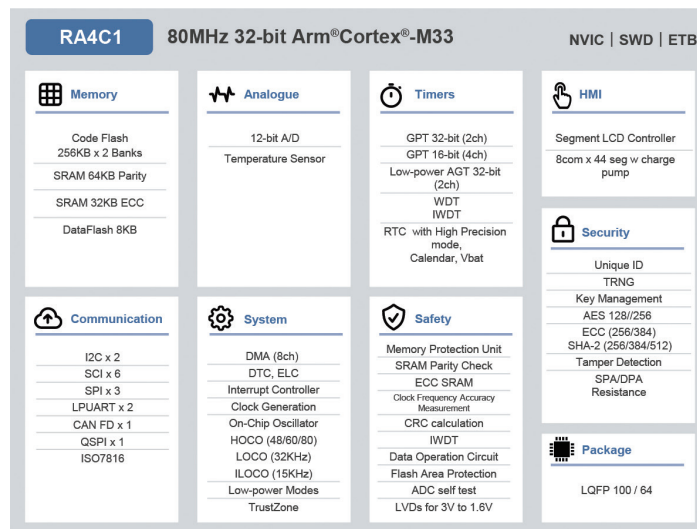 RA4C1
80MHz 32-bit Arm®Cortex®-M33
NVIC | SWD | ETB
Memory
Code Flash
256KB x 2 Banks
SRAM 64KB Parity
SRAM 32KB ECC
DataFlash 8KB
Analogue
12-bit A/D
Temperature Sensor
Timers
GPT 32-bit (2ch)
GPT 16-bit (4ch)
Low-power AGT 32-bit
(2ch)
WDT
IWDT
RTC with High Precision
mode,
Calendar, Vbat
HMI
Segment LCD Controller
8com x 44 seg w charge
pump
Security
Unique ID
TRNG
Key Management
AES 128//256
ECC (256/384)
SHA-2 (256/384/512)
Tamper Detection
SPA/DPA
Resistance
Communication
I2C x 2
SCI x 6
SPI x 3
LPUART x 2
CAN FD x 1
QSPI x 1
ISO7816
System
DMA (8ch)
DTC, ELC
Interrupt Controller
Clock Generation
On-Chip Oscillator
HOCO (48/60/80)
LOCO (32KHz)
ILOCO (15KHz)
Low-power Modes
TrustZone
Safety
Memory Protection Unit
SRAM Parity Check
ECC SRAM
Clock Frequency Accuracy
Measurement
CRC calculation
IWDT
Data Operation Circuit
Flash Area Protection
ADC self test
LVDs for 3V to 1.6V
Package
LQFP 100 / 64